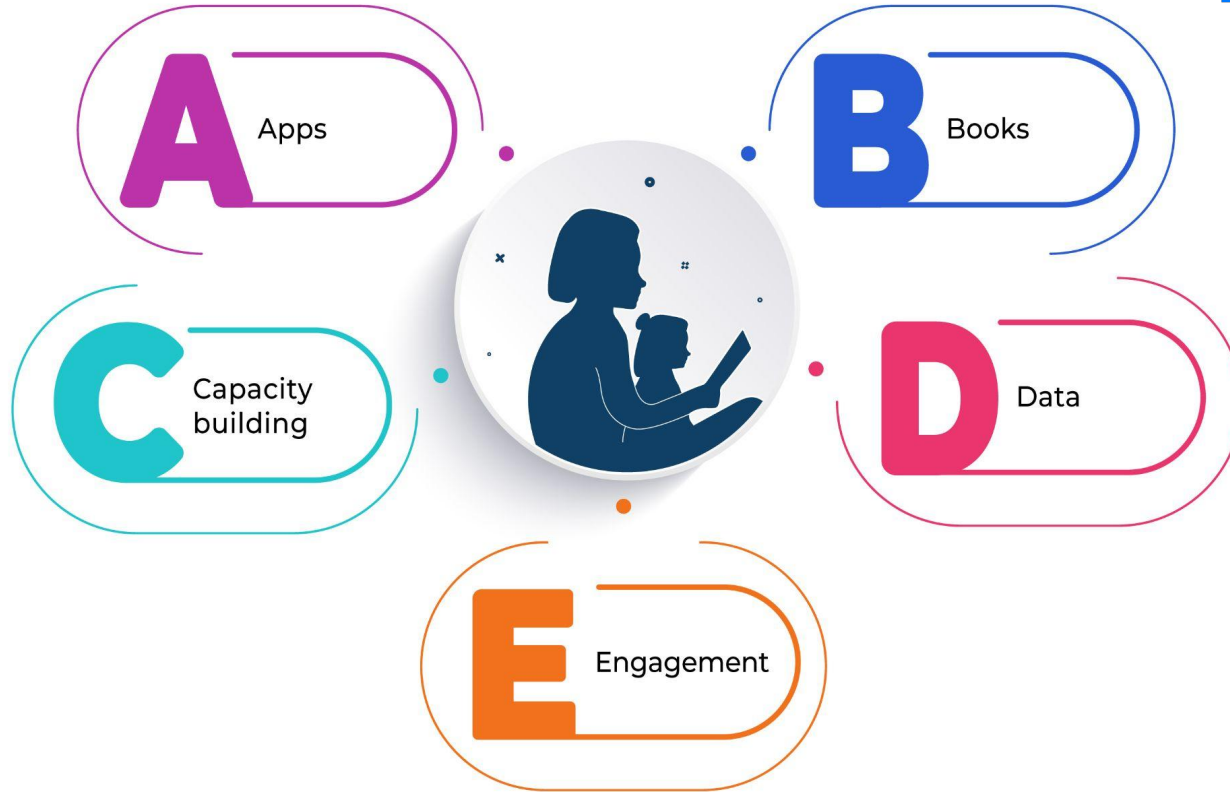 A
Apps
B
Books
C
Capacity
building
D
Data
E
Engagement